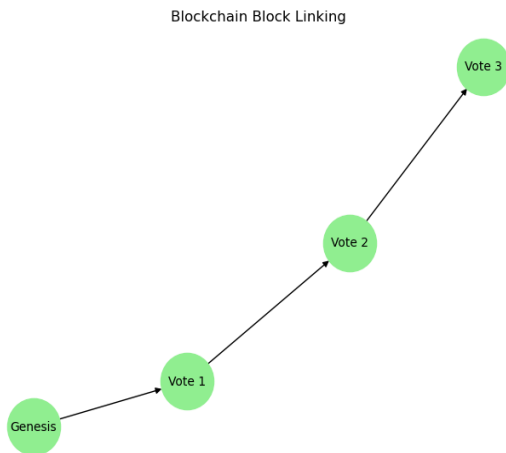 Blockchain Block Linking
Vote 3
Vote 2
Vote 1
Genesis